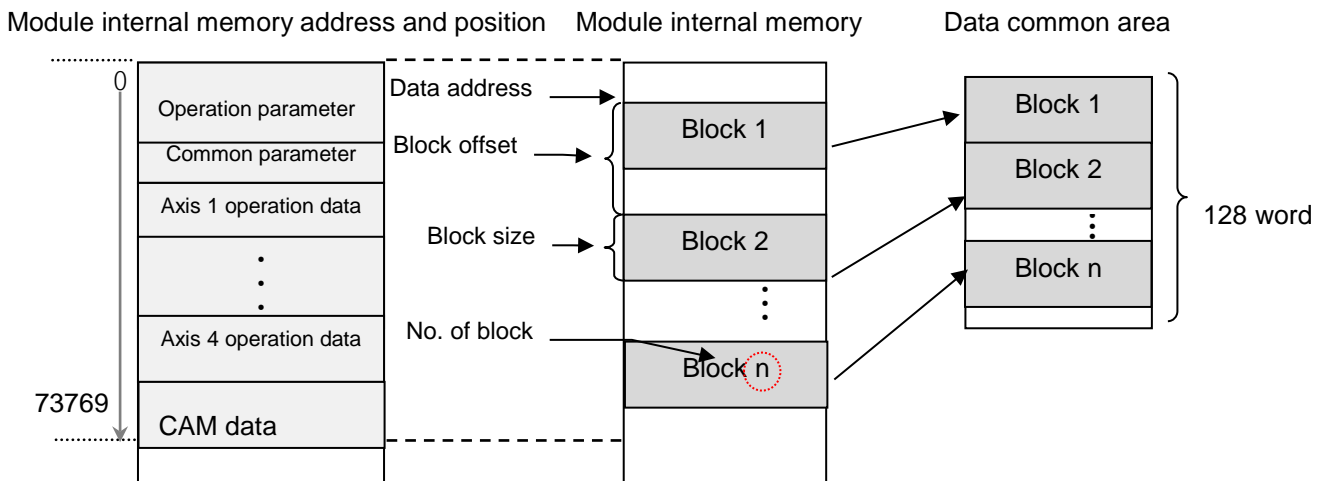 Module internal memory address and position
Module internal memory
Data common area
0
Operation parameter
Common parameter
Axis 1 operation data
Axis 4 operation data
73769
CAM data
Data address
Block offset
Block size
No. of block
Block 1
Block 2
Block n
Block 1
Block 2
Block n
128 word